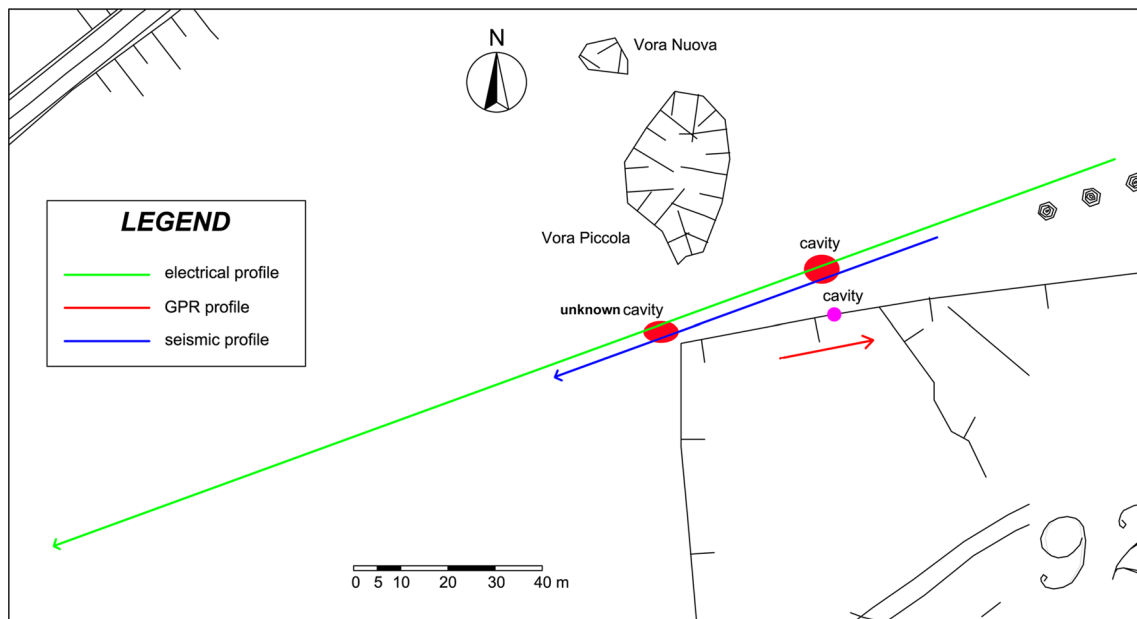 N
Vora Nuova
LEGEND
electrical profile
GPR profile
seismic profile
Vora Piccola
cavity
cavity
unknown cavity
0 5 10 20 30 40 m
92